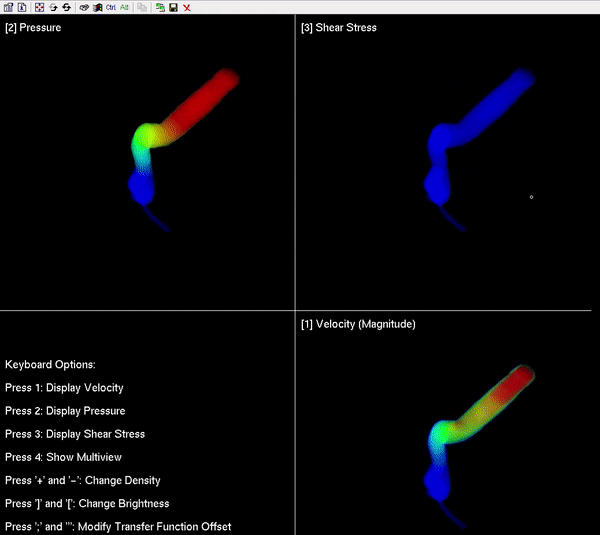 Ctrl Alt
[2] Pressure
[3] Shear Stress
[1] Velocity (Magnitude)
Keyboard Options:
Press 1: Display Velocity
Press 2: Display Pressure
Press 3: Display Shear Stress
Press 4: Show Multiview
Press '+' and '-': Change Density
Press ']' and '[': Change Brightness
Press ';' and '"': Modify Transfer Function Offset